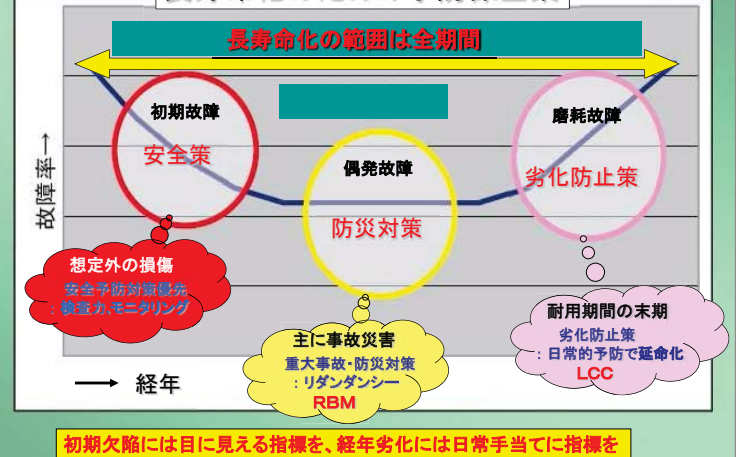 長寿命化の範囲は全期間
初期故障
安全策
偶発故障
防災対策
磨耗故障
劣化防止策
故障率→
想定外の損傷
安全予防対策優先
：検査力、モニタリング
主に事故災害
重大事故・防災対策
：リダンダンシー
RBM
耐用期間の末期
劣化防止策
：日常的予防で延命化
LCC
→ 経年
初期欠陥には目に見える指標を、経年劣化には日常手当てに指標を